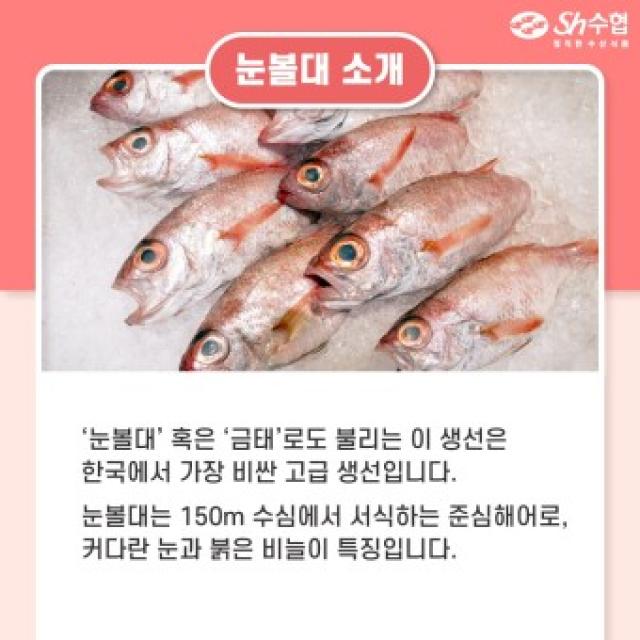 Sh수협
눈볼대 소개
‘눈볼대’ 혹은 ‘금태’로도 불리는 이 생선은
한국에서 가장 비싼 고급 생선입니다.
눈볼대는 150m 수심에서 서식하는 준심해어로,
커다란 눈과 붉은 비늘이 특징입니다.